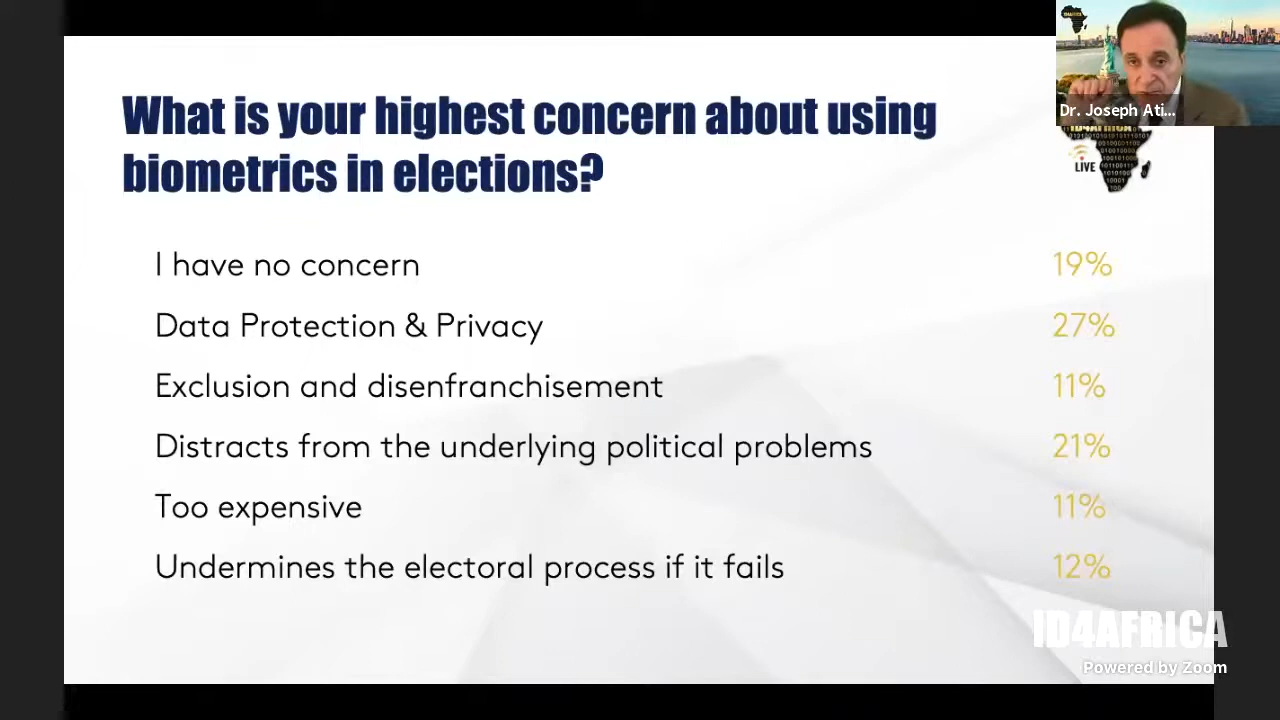 Dr. Joseph Ati...
ID4AFRICA
LIVE
What is your highest concern about using
biometrics in elections?
I have no concern 19%
Data Protection & Privacy 27%
Exclusion and disenfranchisement 11%
Distracts from the underlying political problems 21%
Too expensive 11%
Undermines the electoral process if it fails 12%
ID4AFRICA
Powered by Zoom